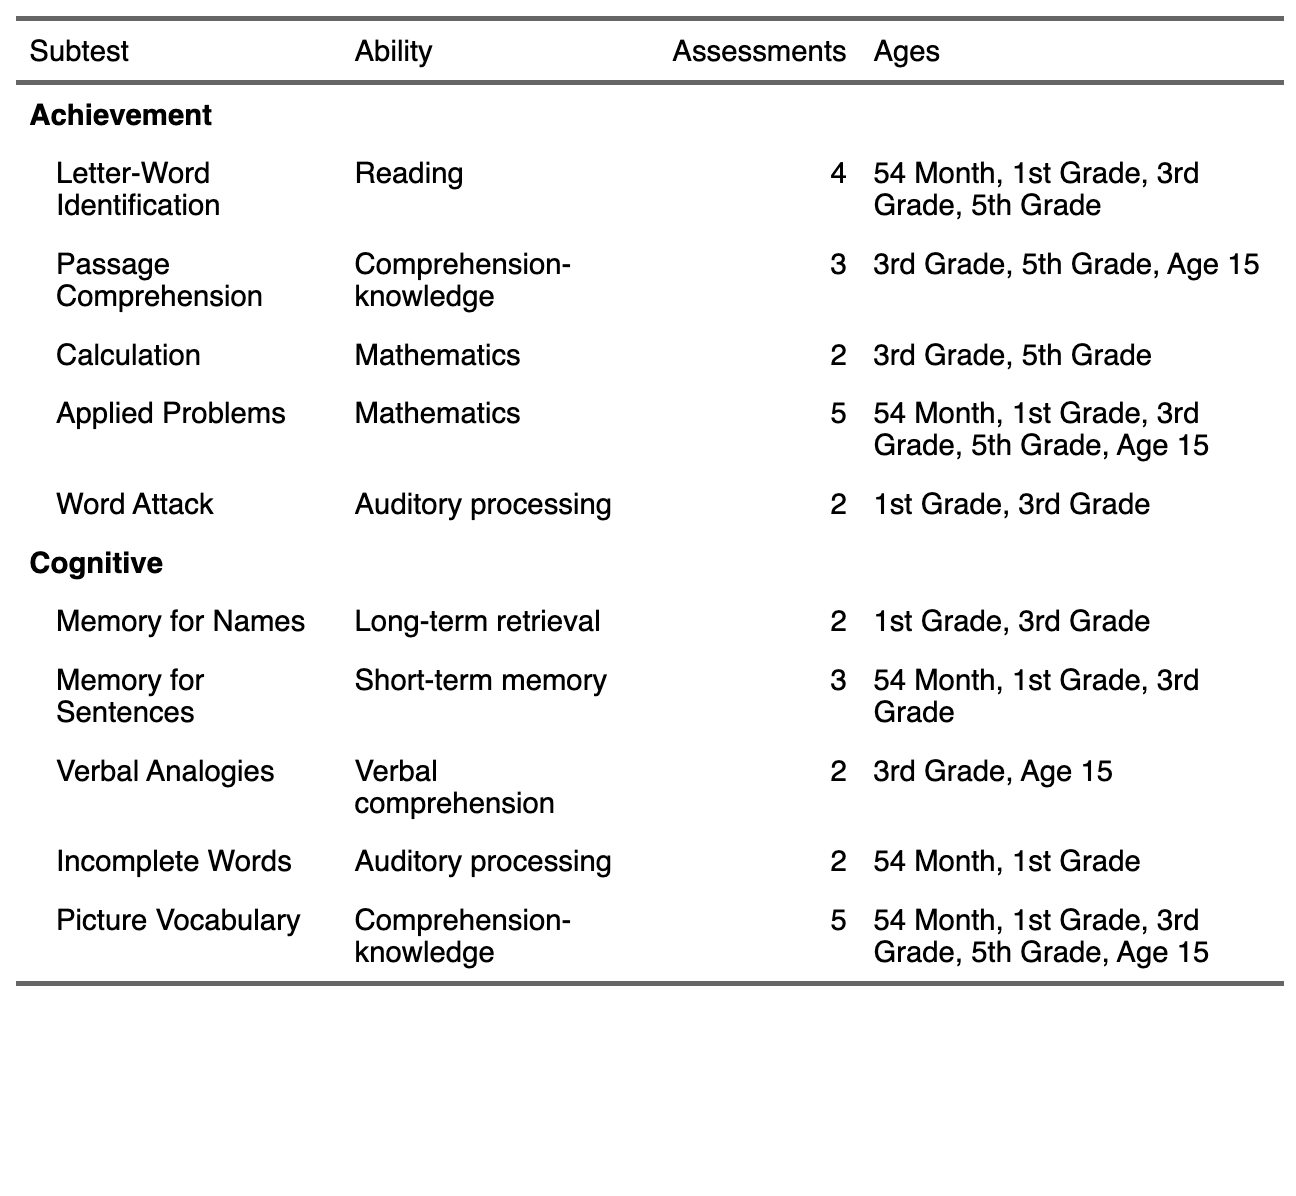 Subtest Ability Assessments Ages
Achievement
Letter-Word Identification Reading 4 54 Month, 1st Grade, 3rd Grade, 5th Grade
Passage Comprehension Comprehension-knowledge 3 3rd Grade, 5th Grade, Age 15
Calculation Mathematics 2 3rd Grade, 5th Grade
Applied Problems Mathematics 5 54 Month, 1st Grade, 3rd Grade, 5th Grade, Age 15
Word Attack Auditory processing 2 1st Grade, 3rd Grade
Cognitive
Memory for Names Long-term retrieval 2 1st Grade, 3rd Grade
Memory for Sentences Short-term memory 3 54 Month, 1st Grade, 3rd Grade
Verbal Analogies Verbal comprehension 2 3rd Grade, Age 15
Incomplete Words Auditory processing 2 54 Month, 1st Grade
Picture Vocabulary Comprehension-knowledge 5 54 Month, 1st Grade, 3rd Grade, 5th Grade, Age 15